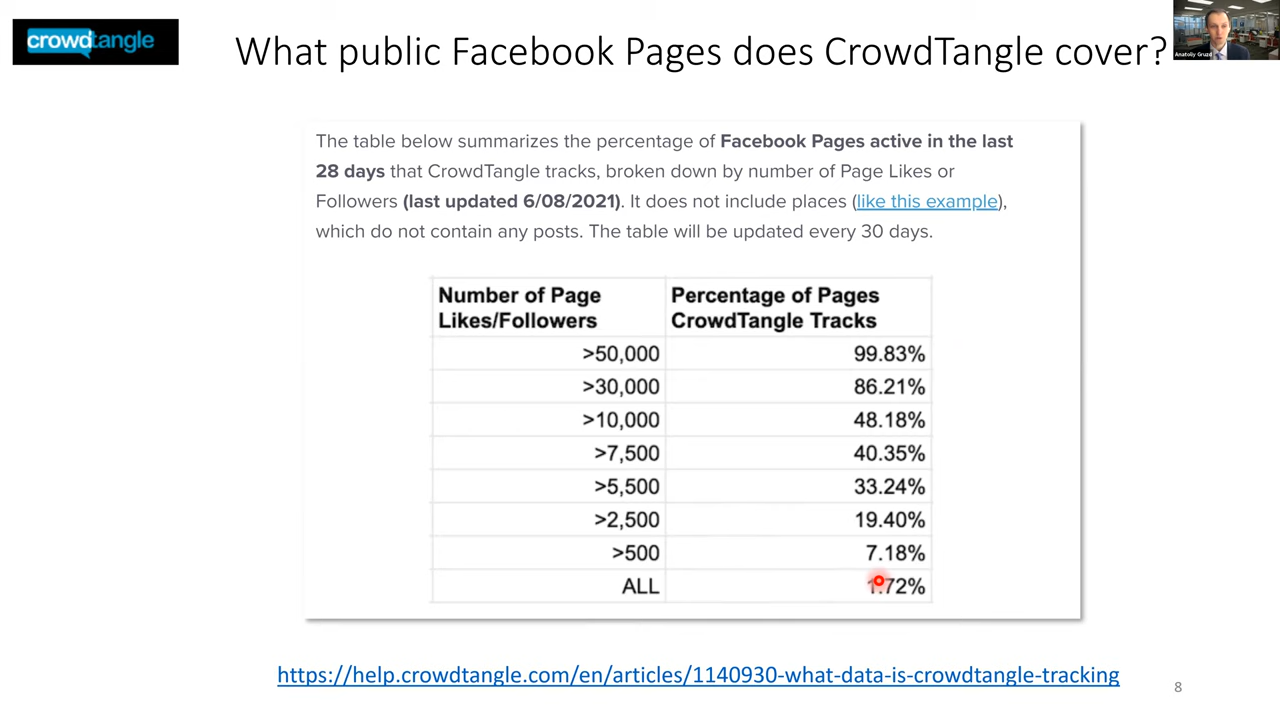 crowdtangle
What public Facebook Pages does CrowdTangle cover?
Anatoliy Gruzd
The table below summarizes the percentage of Facebook Pages active in the last
28 days that CrowdTangle tracks, broken down by number of Page Likes or
Followers (last updated 6/08/2021). It does not include places (like this example),
which do not contain any posts. The table will be updated every 30 days.
Number of Page Likes/Followers Percentage of Pages CrowdTangle Tracks
>50,000 99.83%
>30,000 86.21%
>10,000 48.18%
>7,500 40.35%
>5,500 33.24%
>2,500 19.40%
>500 7.18%
ALL 1.72%
https://help.crowdtangle.com/en/articles/1140930-what-data-is-crowdtangle-tracking
8